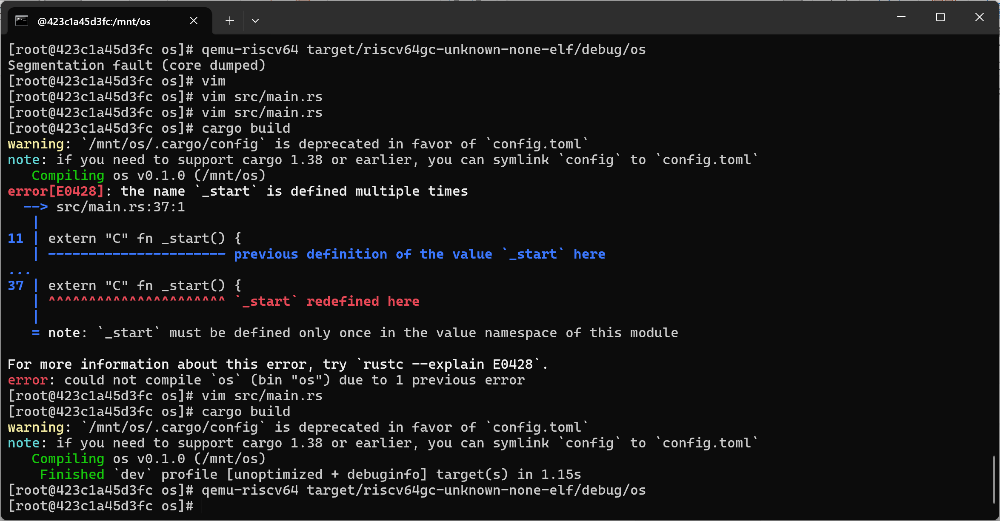 @423c1a45d3fc:/mnt/os
[root@423c1a45d3fc os]# qemu-riscv64 target/riscv64gc-unknown-none-elf/debug/os
Segmentation fault (core dumped)
[root@423c1a45d3fc os]# vim
[root@423c1a45d3fc os]# vim src/main.rs
[root@423c1a45d3fc os]# vim src/main.rs
[root@423c1a45d3fc os]# cargo build
warning: `/mnt/os/.cargo/config` is deprecated in favor of `config.toml`
note: if you need to support cargo 1.38 or earlier, you can symlink `config` to `config.toml`
   Compiling os v0.1.0 (/mnt/os)
error[E0428]: the name `_start` is defined multiple times
  --> src/main.rs:37:1
   |
11 | extern "C" fn _start() {
   | ---------------------- previous definition of the value `_start` here
...
37 | extern "C" fn _start() {
   | ^^^^^^^^^^^^^^^^^^^^^^ `_start` redefined here
   |
   = note: `_start` must be defined only once in the value namespace of this module
For more information about this error, try `rustc --explain E0428`.
error: could not compile `os` (bin "os") due to 1 previous error
[root@423c1a45d3fc os]# vim src/main.rs
[root@423c1a45d3fc os]# cargo build
warning: `/mnt/os/.cargo/config` is deprecated in favor of `config.toml`
note: if you need to support cargo 1.38 or earlier, you can symlink `config` to `config.toml`
   Compiling os v0.1.0 (/mnt/os)
    Finished `dev` profile [unoptimized + debuginfo] target(s) in 1.15s
[root@423c1a45d3fc os]# qemu-riscv64 target/riscv64gc-unknown-none-elf/debug/os
[root@423c1a45d3fc os]#